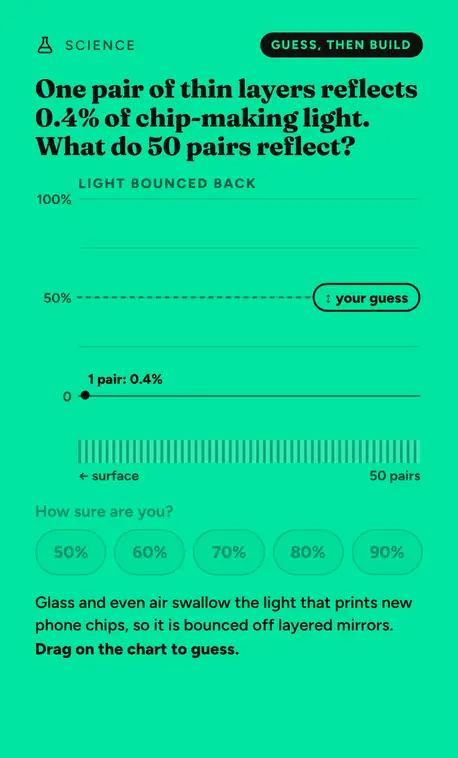 SCIENCE
GUESS, THEN BUILD
One pair of thin layers reflects
0.4% of chip-making light.
What do 50 pairs reflect?
LIGHT BOUNCED BACK
100%
50%
↕ your guess
1 pair: 0.4%
0
← surface
50 pairs
How sure are you?
50%
60%
70%
80%
90%
Glass and even air swallow the light that prints new
phone chips, so it is bounced off layered mirrors.
Drag on the chart to guess.